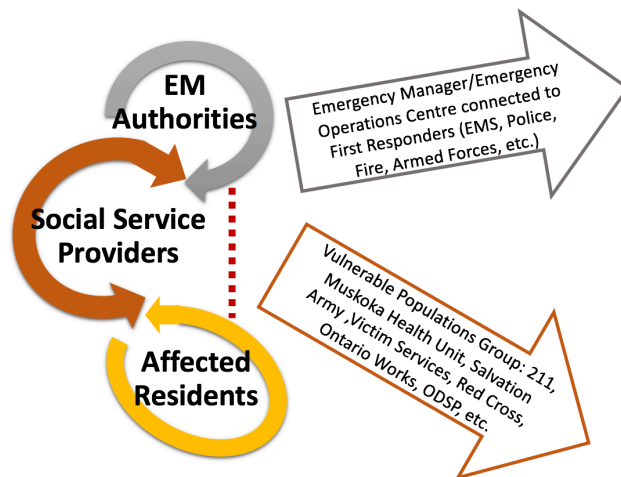 EM
Authorities
Emergency Manager/Emergency
Operations Centre connected to
First Responders (EMS, Police,
Fire, Armed Forces, etc.)
Social Service
Providers
Vulnerable Populations Group: 211,
Muskoka Health Unit, Salvation
Army ,Victim Services, Red Cross,
Ontario Works, ODSP, etc.
Affected
Residents